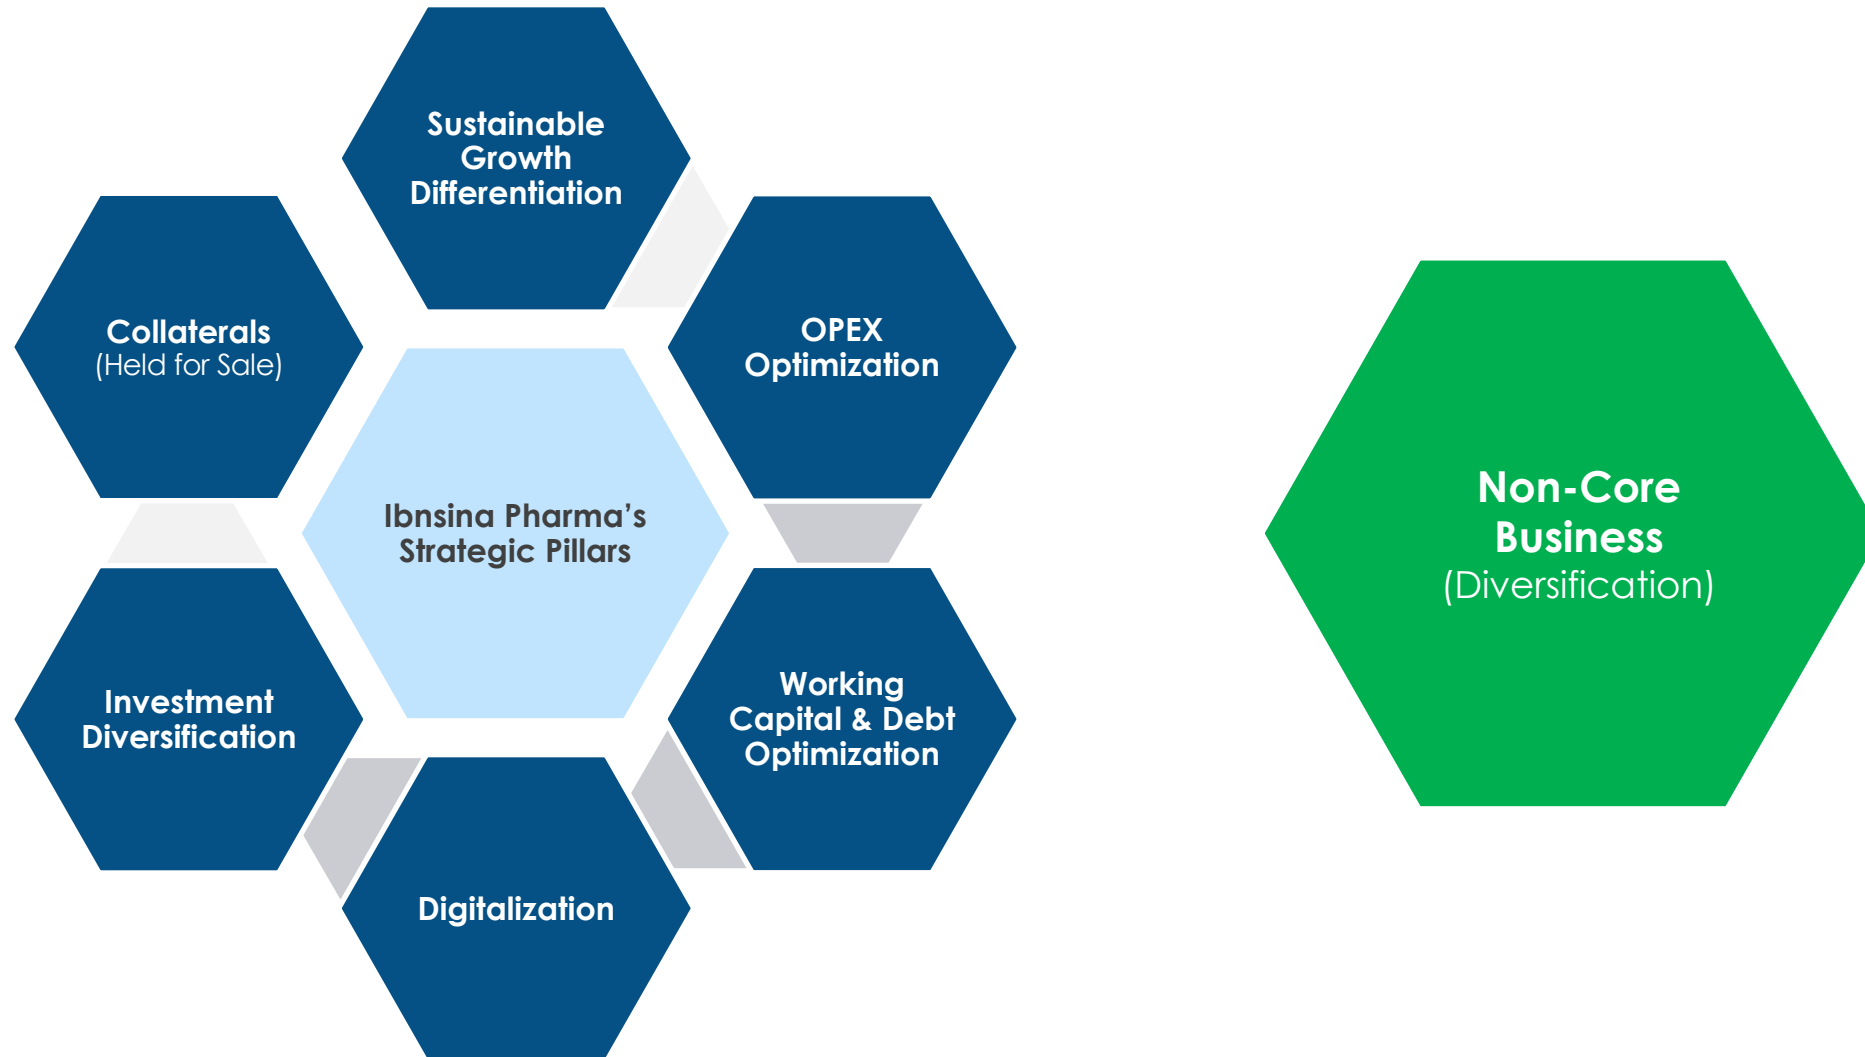 Sustainable
Growth
Differentiation
OPEX
Optimization
Working
Capital & Debt
Optimization
Digitalization
Investment
Diversification
Collaterals
(Held for Sale)
Ibnsina Pharma’s
Strategic Pillars
Non-Core
Business
(Diversification)